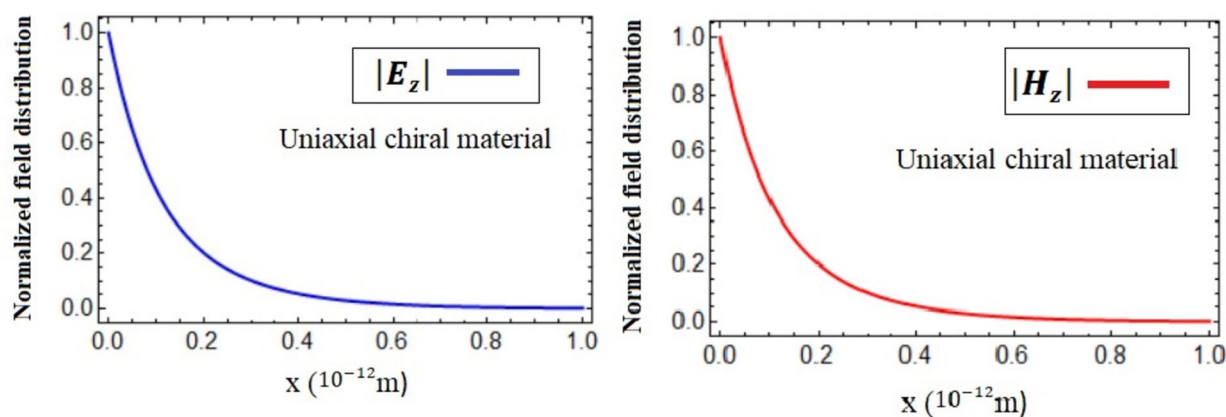 Normalized field distribution
1.0
0.8
0.6
0.4
0.2
0.0
|E_z|
Uniaxial chiral material
0.0 0.2 0.4 0.6 0.8 1.0
x (10⁻¹²m)
Normalized field distribution
1.0
0.8
0.6
0.4
0.2
0.0
|H_z|
Uniaxial chiral material
0.0 0.2 0.4 0.6 0.8 1.0
x (10⁻¹²m)